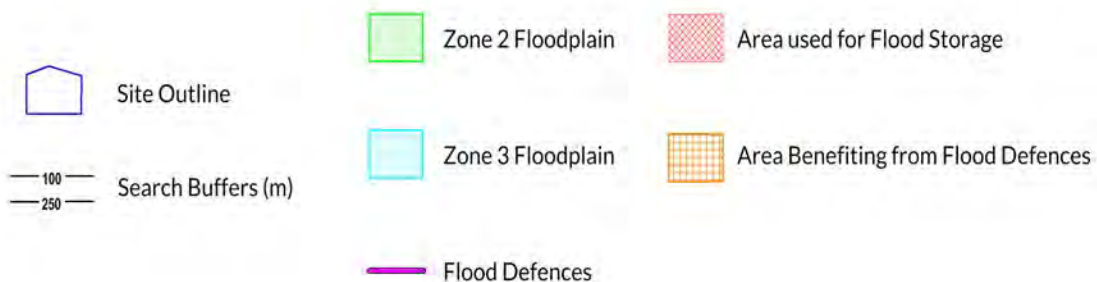 Site Outline
100
250
Search Buffers (m)
Zone 2 Floodplain
Zone 3 Floodplain
Flood Defences
Area used for Flood Storage
Area Benefiting from Flood Defences